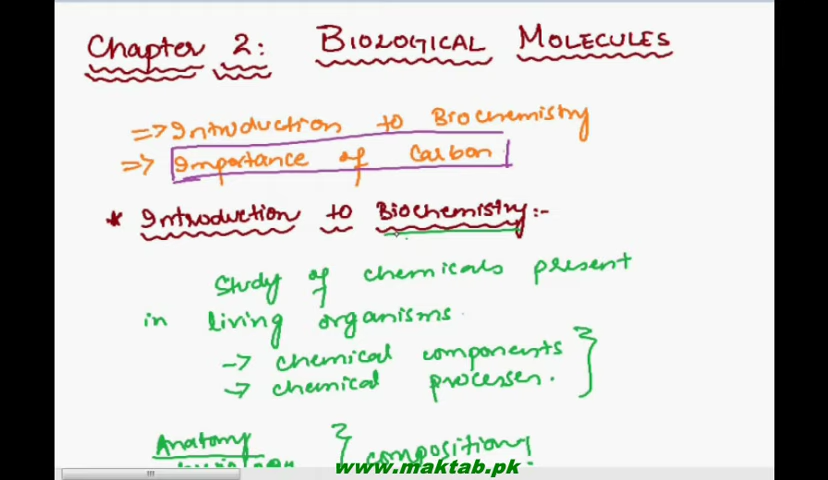 Chapter 2: BIOLOGICAL MOLECULES
=> Introduction to Biochemistry
=> Importance of Carbon
* Introduction to Biochemistry:-
Study of chemicals present
in living organisms.
-> chemical components
-> chemical processes.
Anatomy } composition
www.maktab.pk